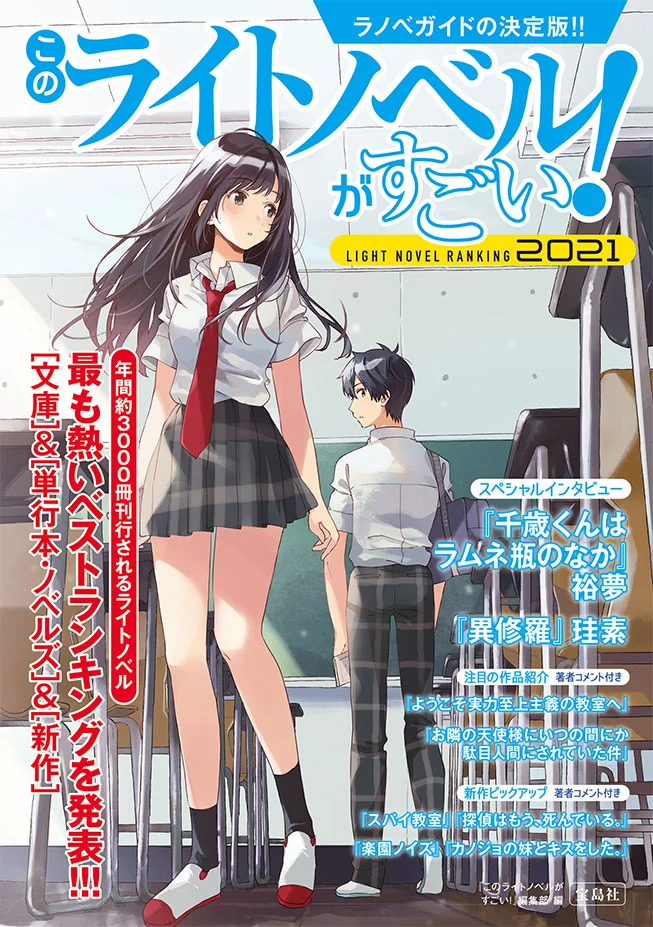 ラノベガイドの決定版!!
この
ライトノベル
がすごい!
LIGHT NOVEL RANKING 2021
年間約3000冊刊行されるライトノベル
最も熱いベストランキングを発表!!!
[文庫]&[単行本・ノベルズ]&[新作]
スペシャルインタビュー
『千歳くんは
ラムネ瓶のなか』
裕夢
『異修羅』珪素
注目の作品紹介 著者コメント付き
『ようこそ実力至上主義の教室へ』
『お隣の天使様にいつの間にか
駄目人間にされていた件』
新作ピックアップ 著者コメント付き
『スパイ教室』『探偵はもう、死んでいる。』
『楽園ノイズ』『カノジョの妹とキスをした。』
『このライトノベルが
すごい!』編集部 編
宝島社